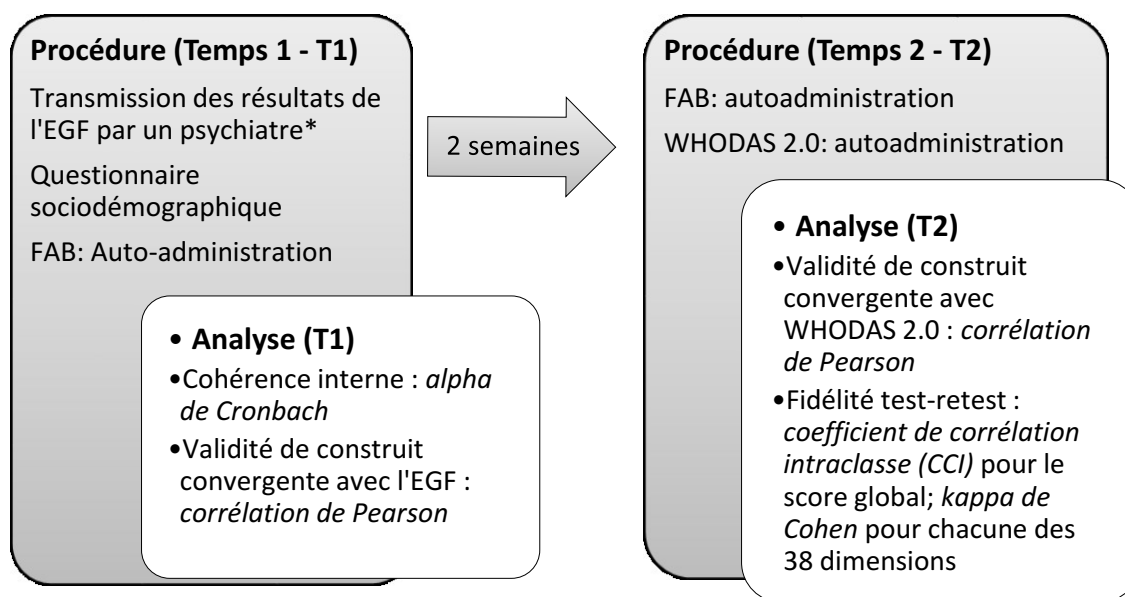 Procédure (Temps 1 - T1)
Transmission des résultats de
l'EGF par un psychiatre*
Questionnaire
sociodémographique
FAB: Auto-administration
• Analyse (T1)
•Cohérence interne : alpha
de Cronbach
•Validité de construit
convergente avec l'EGF :
corrélation de Pearson
2 semaines
Procédure (Temps 2 - T2)
FAB: autoadministration
WHODAS 2.0: autoadministration
• Analyse (T2)
•Validité de construit
convergente avec
WHODAS 2.0 : corrélation
de Pearson
•Fidélité test-retest :
coefficient de corrélation
intraclasse (CCI) pour le
score global; kappa de
Cohen pour chacune des
38 dimensions